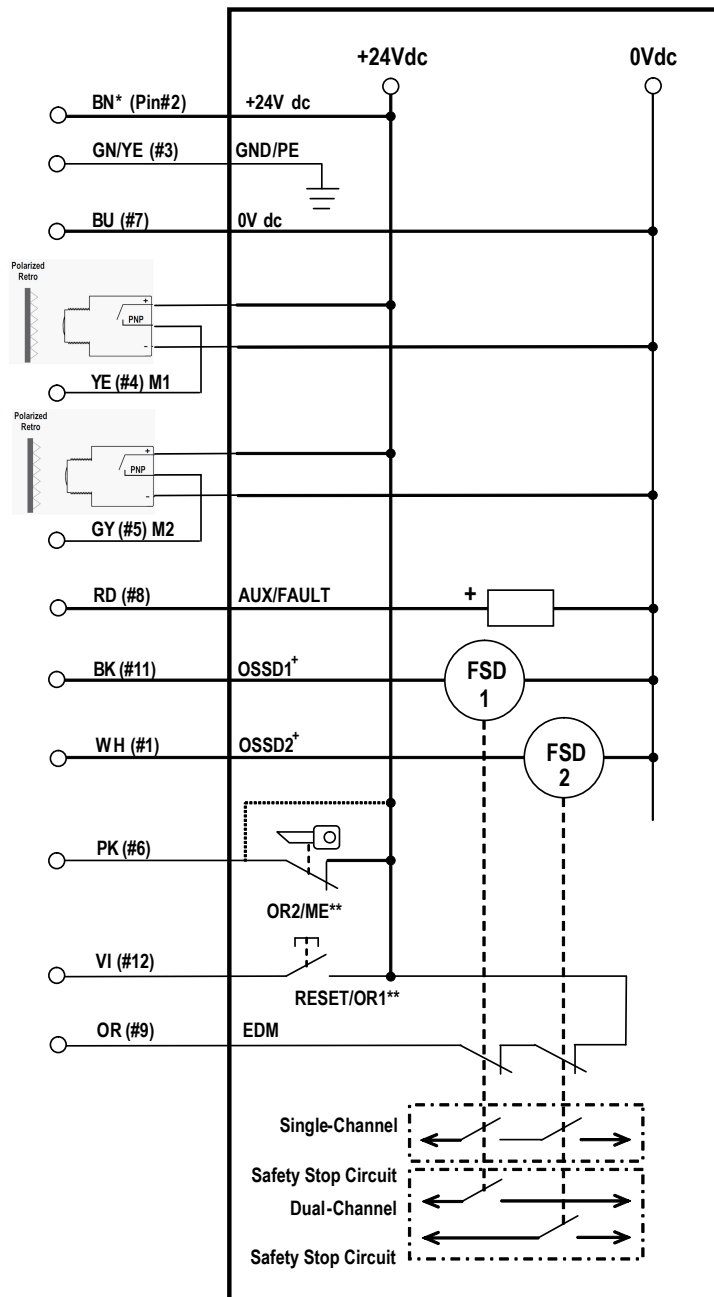 +24Vdc 0Vdc
BN* (Pin#2) +24V dc
GN/YE (#3) GND/PE
BU (#7) 0V dc
Polarized
Retro
+
PNP
-
YE (#4) M1
Polarized
Retro
+
PNP
-
GY (#5) M2
RD (#8) AUX/FAULT +
BK (#11) OSSD1+ FSD
1
WH (#1) OSSD2+ FSD
2
PK (#6)
OR2/ME**
VI (#12)
RESET/OR1**
OR (#9) EDM
Single-Channel
Safety Stop Circuit
Dual-Channel
Safety Stop Circuit